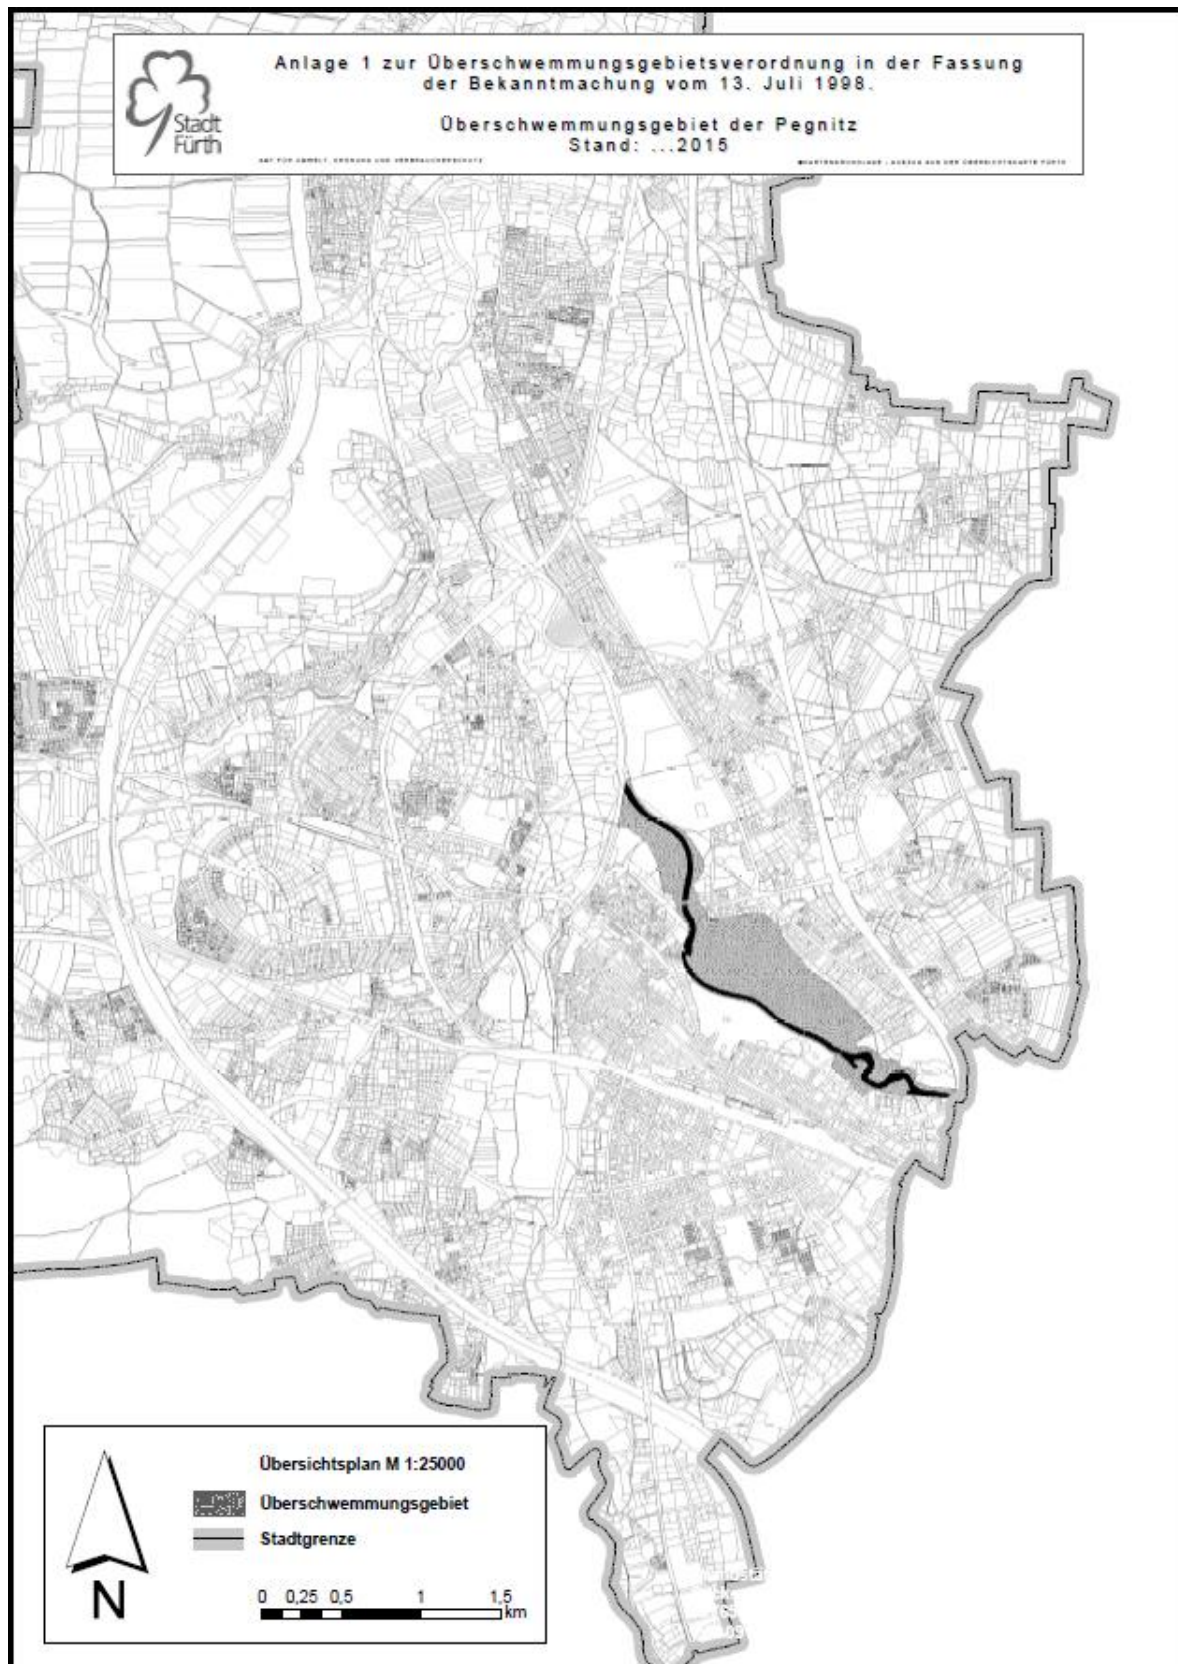 Anlage 1 zur Überschwemmungsgebietsverordnung in der Fassung
der Bekanntmachung vom 13. Juli 1998.
Überschwemmungsgebiet der Pegnitz
Stand: ...2015
Stadt
Fürth
Übersichtsplan M 1:25000
Überschwemmungsgebiet
Stadtgrenze
N
0 0,25 0,5 1 1,5
km